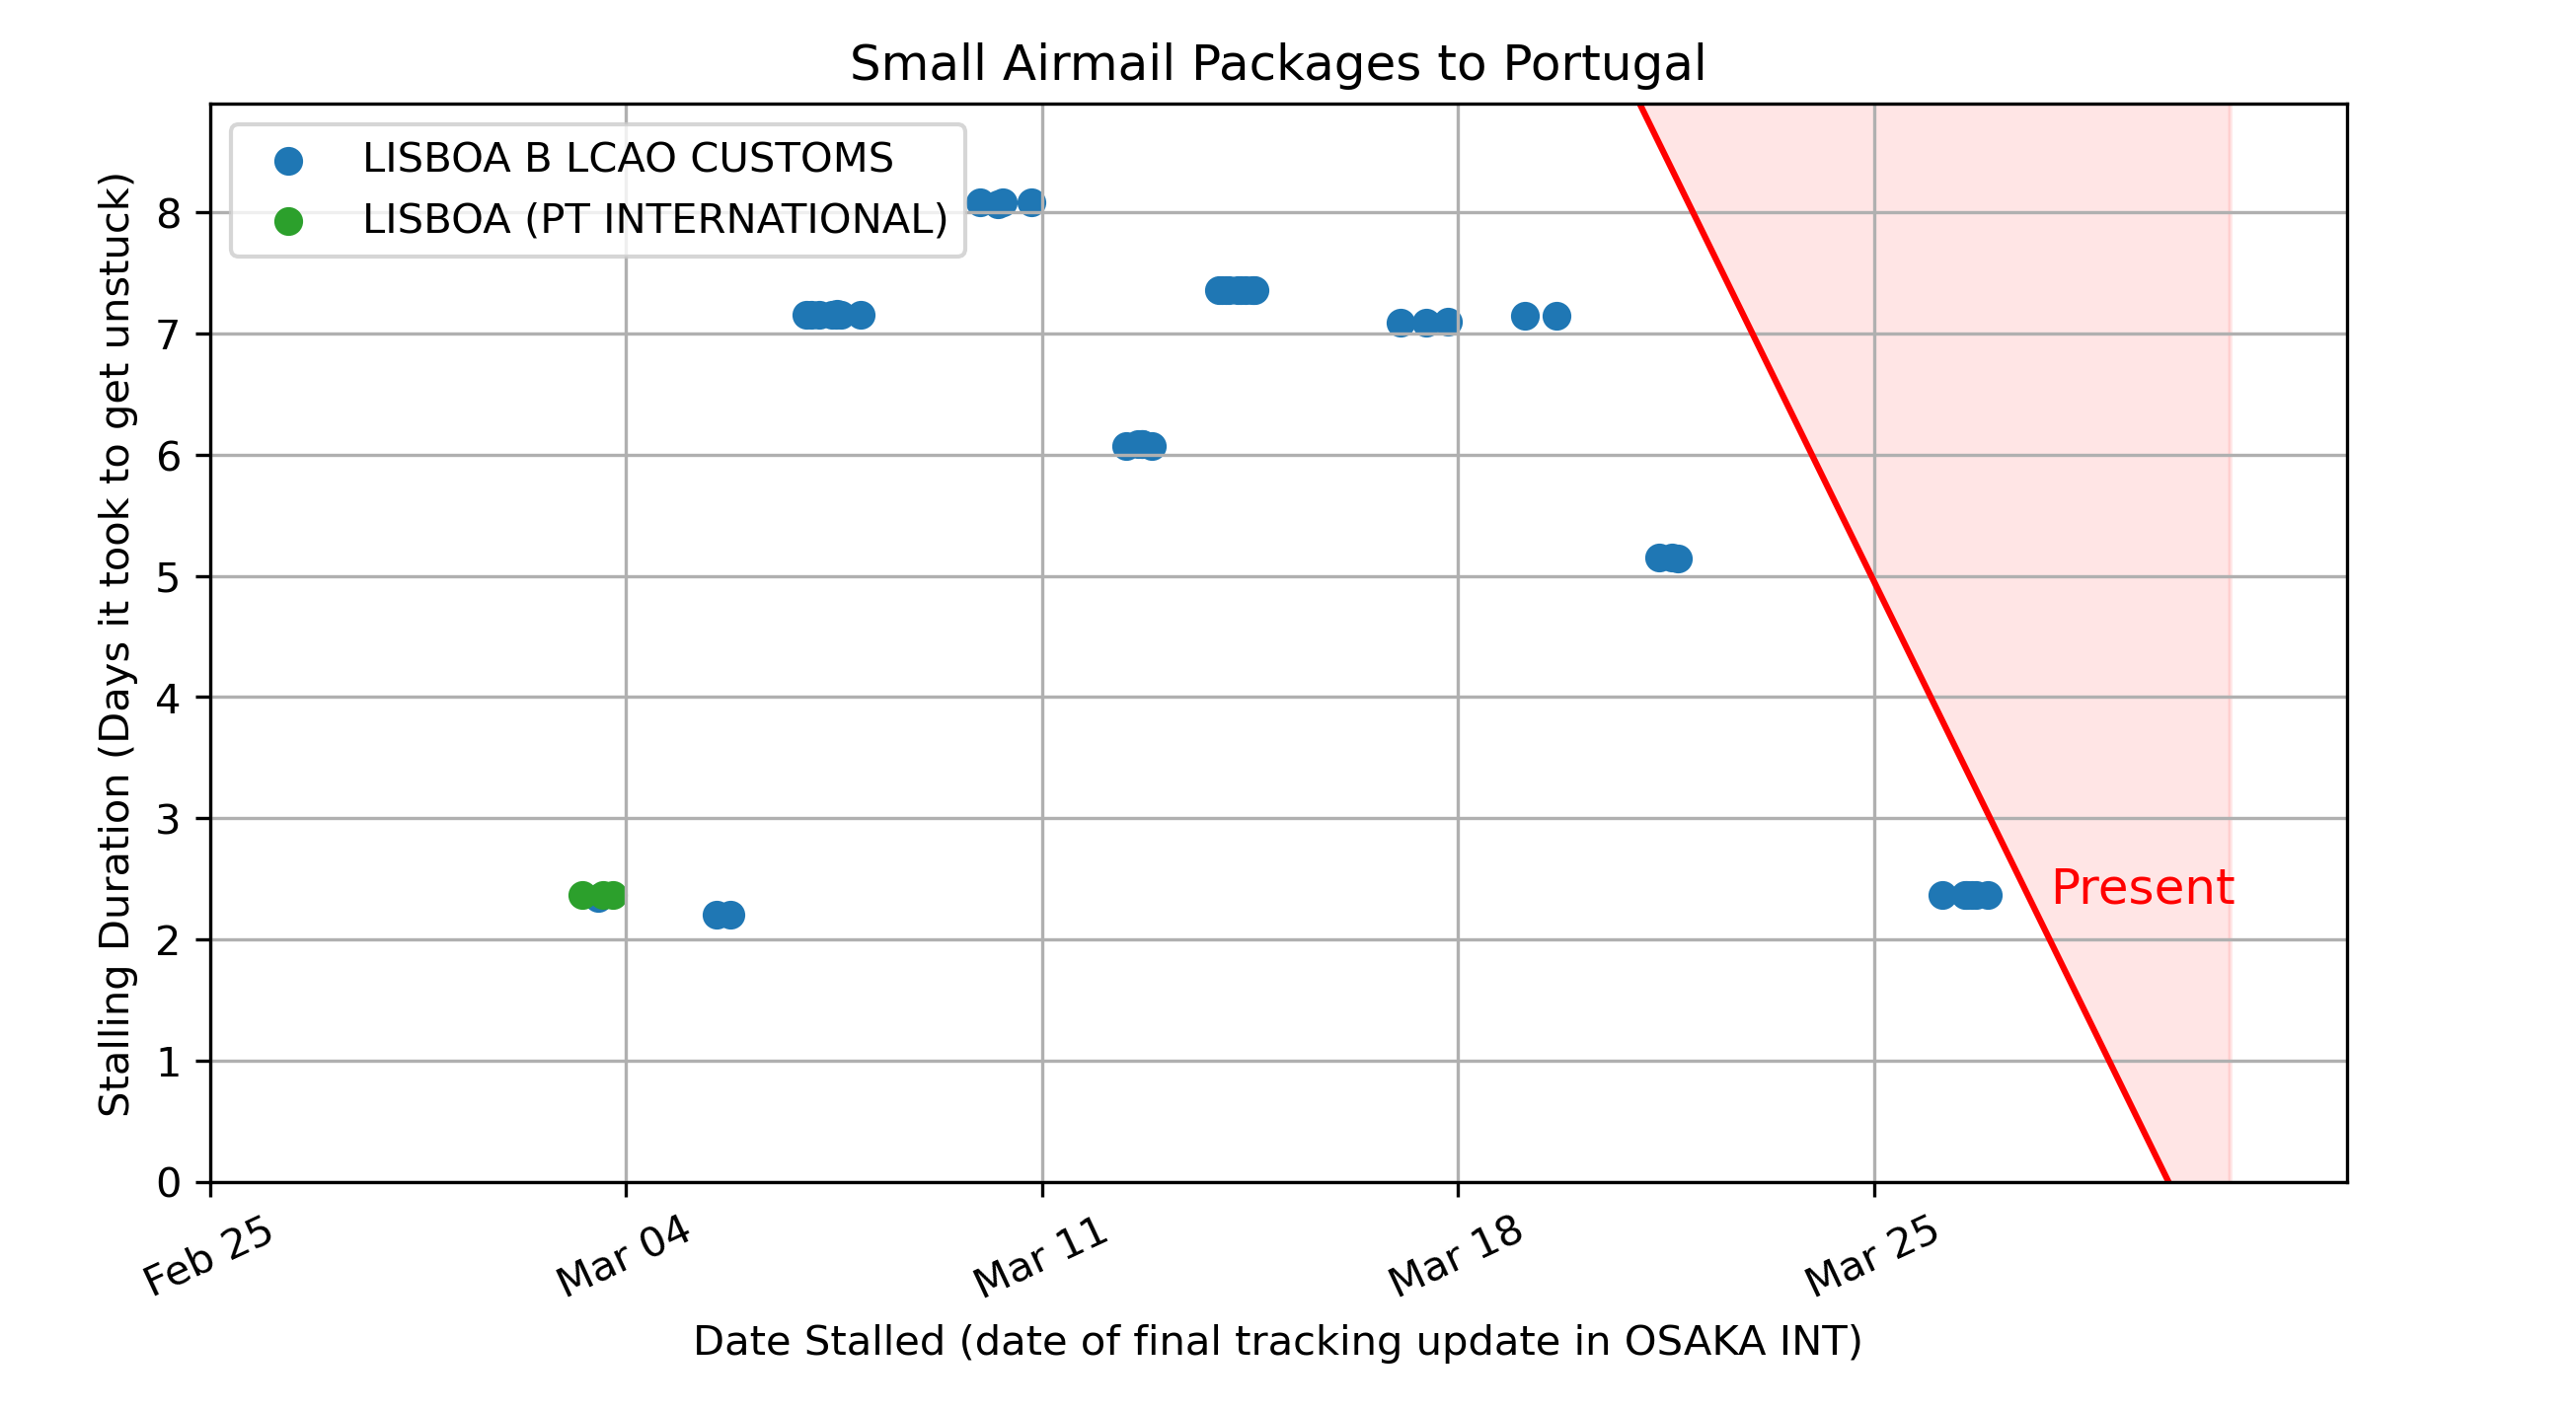 Small Airmail Packages to Portugal
LISBOA B LCAO CUSTOMS
LISBOA (PT INTERNATIONAL)
Stalling Duration (Days it took to get unstuck)
8
7
6
5
4
3
2
1
0
Present
Feb 25
Mar 04
Mar 11
Mar 18
Mar 25
Date Stalled (date of final tracking update in OSAKA INT)